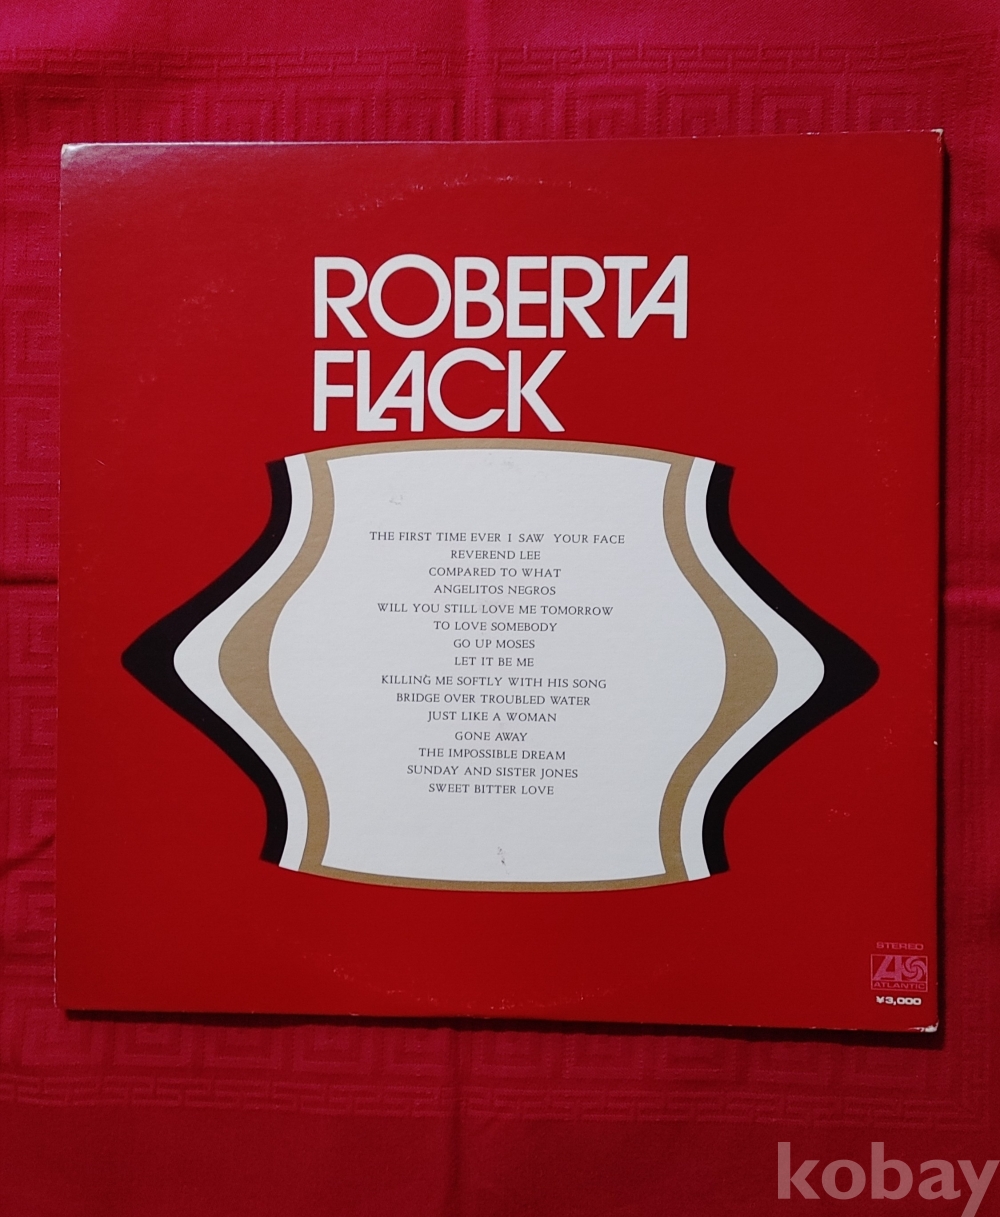 ROBERTA
FLACK
THE FIRST TIME EVER I SAW YOUR FACE
REVEREND LEE
COMPARED TO WHAT
ANGELITOS NEGROS
WILL YOU STILL LOVE ME TOMORROW
TO LOVE SOMEBODY
GO UP MOSES
LET IT BE ME
KILLING ME SOFTLY WITH HIS SONG
BRIDGE OVER TROUBLED WATER
JUST LIKE A WOMAN
GONE AWAY
THE IMPOSSIBLE DREAM
SUNDAY AND SISTER JONES
SWEET BITTER LOVE
STEREO
ATLANTIC
¥3,000
kobay